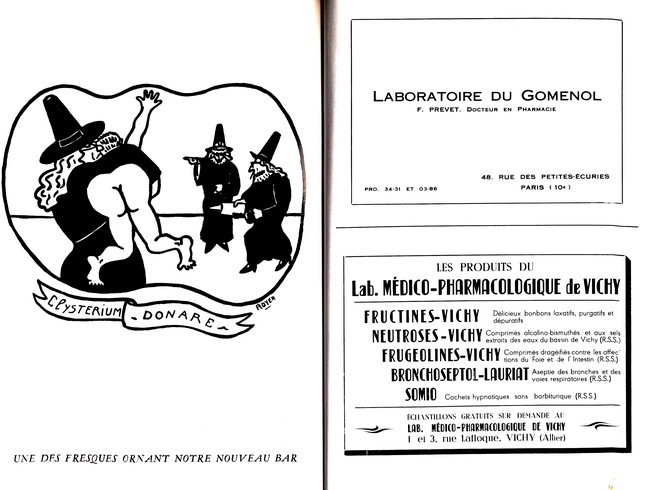 CLYSTERIUM
DONARE
ROYER
UNE DES FRESQUES ORNANT NOTRE NOUVEAU BAR
LABORATOIRE DU GOMENOL
F. PREVET. DOCTEUR EN PHARMACIE
48, RUE DES PETITES-ÉCURIES
PRO. 34-31 ET 03-86
PARIS (10e)
LES PRODUITS DU
Lab. MÉDICO-PHARMACOLOGIQUE de VICHY
FRUCTINES-VICHY Délicieux bonbons laxatifs, purgatifs et
dépuratifs
NEUTROSES-VICHY Comprimés alcalino-bismuthés et aux sels
extraits des eaux du bassin de Vichy (R.S.S.)
FRUGEOLINES-VICHY Comprimés dragéifiés contre les affec-
tions du Foie et de l'Intestin (R.S.S.)
BRONCHOSEPTOL-LAURIAT Aseptie des bronches et des
voies respiratoires (R.S.S.)
SOMIO Cachets hypnotiques sans barbiturique (R.S.S.)
ÉCHANTILLONS GRATUITS SUR DEMANDE AU
LAB. MÉDICO-PHARMACOLOGIQUE DE VICHY
1 et 3, rue Lafloque, VICHY (Allier)